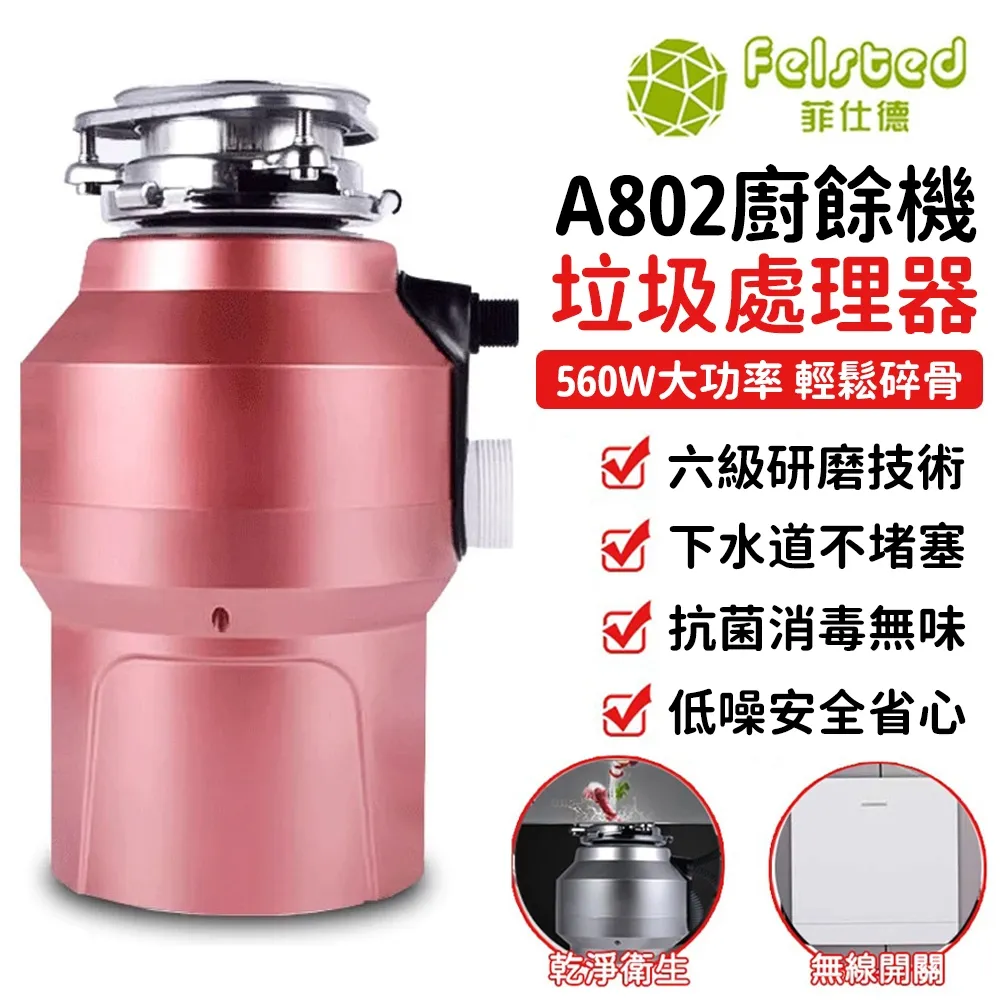 Felsted
菲仕德
A802廚餘機
垃圾處理器
560W大功率 輕鬆碎骨
六級研磨技術
下水道不堵塞
抗菌消毒無味
低噪安全省心
乾淨衛生
無線開關